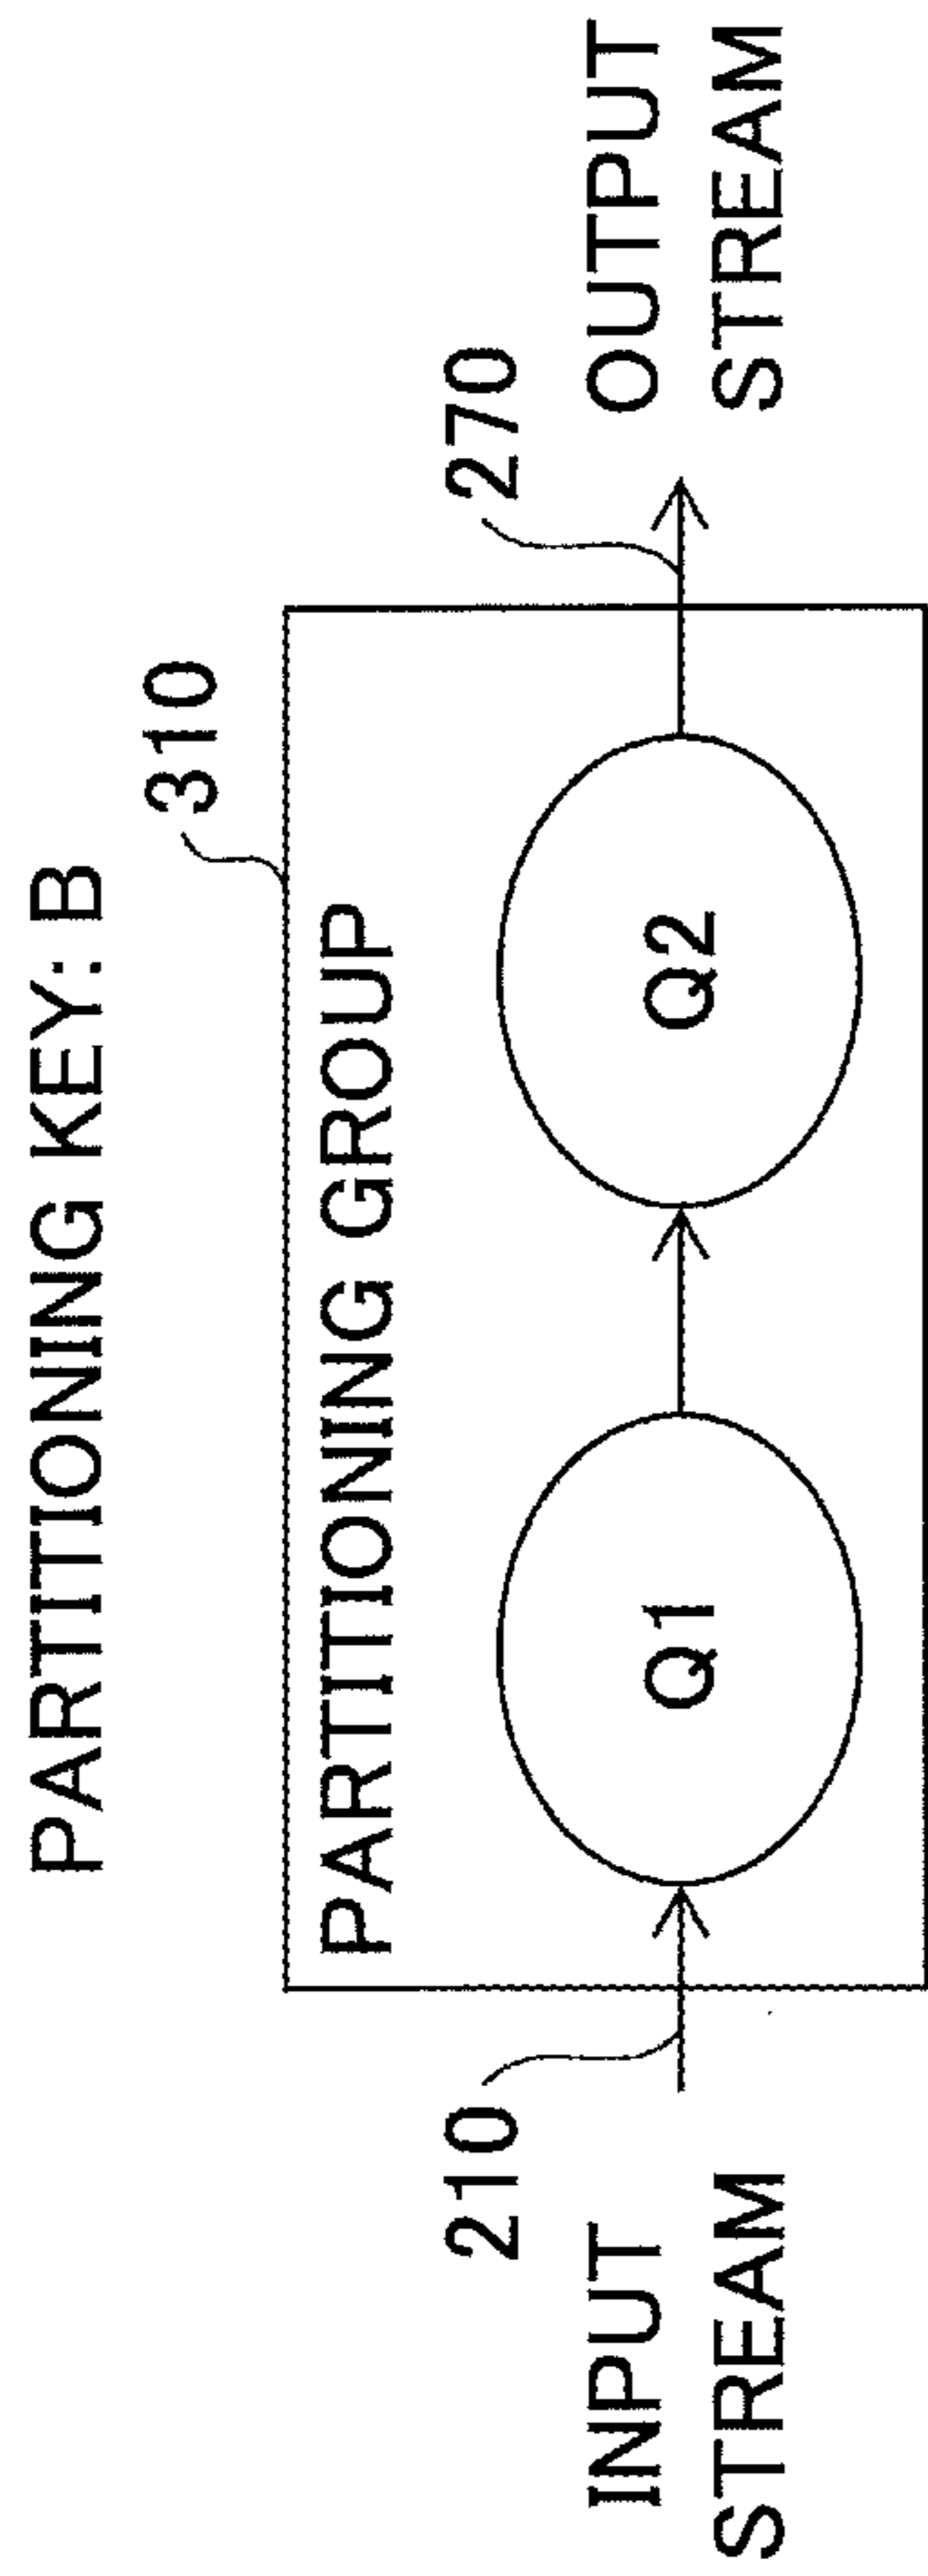 PARTITIONING KEY: B
310
PARTITIONING GROUP
210
270
INPUT
STREAM
Q1
Q2
OUTPUT
STREAM